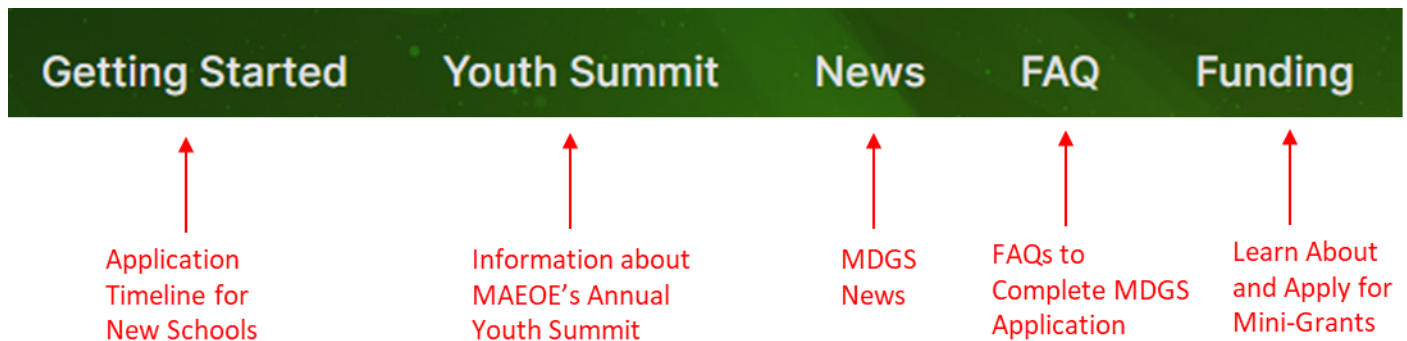 Getting Started Youth Summit News FAQ Funding
Application
Timeline for
New Schools
Information about
MAEOE’s Annual
Youth Summit
MDGS
News
FAQs to
Complete MDGS
Application
Learn About
and Apply for
Mini-Grants